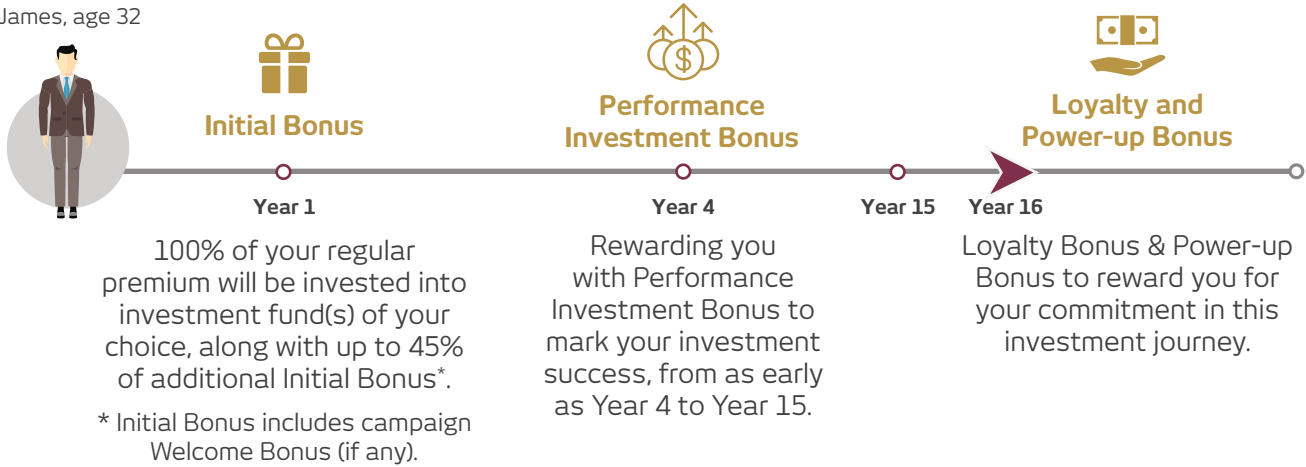 James, age 32
Initial Bonus
Performance
Investment Bonus
Loyalty and
Power-up Bonus
$
Year 1
Year 4
Year 15
Year 16
100% of your regular
premium will be invested into
investment fund(s) of your
choice, along with up to 45%
of additional Initial Bonus*.
* Initial Bonus includes campaign
Welcome Bonus (if any).
Rewarding you
with Performance
Investment Bonus to
mark your investment
success, from as early
as Year 4 to Year 15.
Loyalty Bonus & Power-up
Bonus to reward you for
your commitment in this
investment journey.